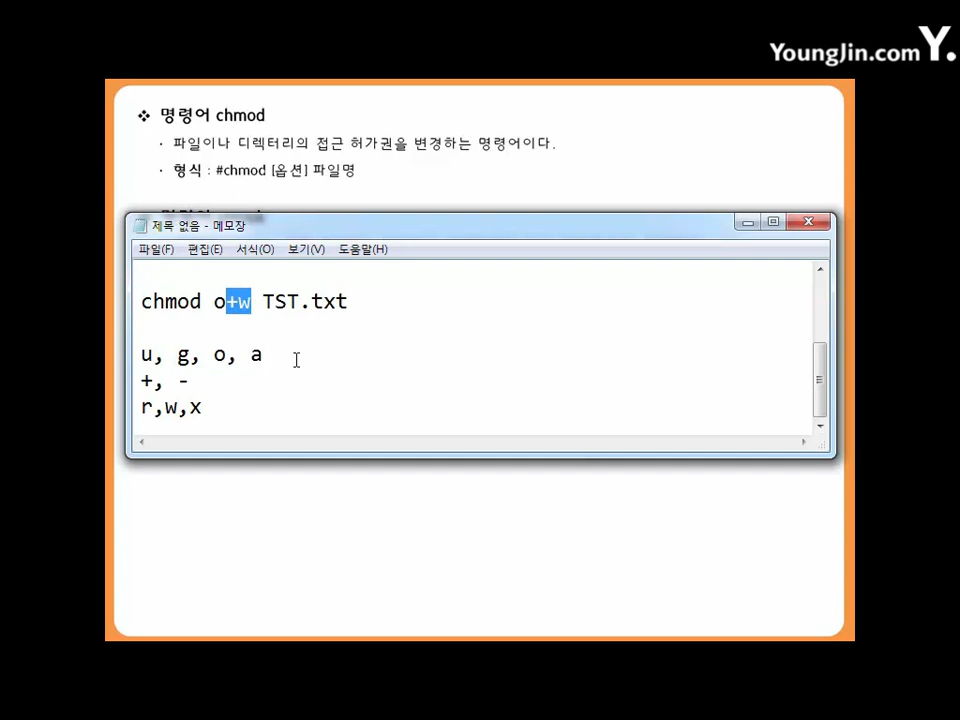 YoungJin.com Y.
❖ 명령어 chmod
· 파일이나 디렉터리의 접근 허가권을 변경하는 명령어이다.
· 형식 : #chmod [옵션] 파일명
제목 없음 - 메모장
파일(F) 편집(E) 서식(O) 보기(V) 도움말(H)
chmod o+w TST.txt
u, g, o, a
+, -
r,w,x